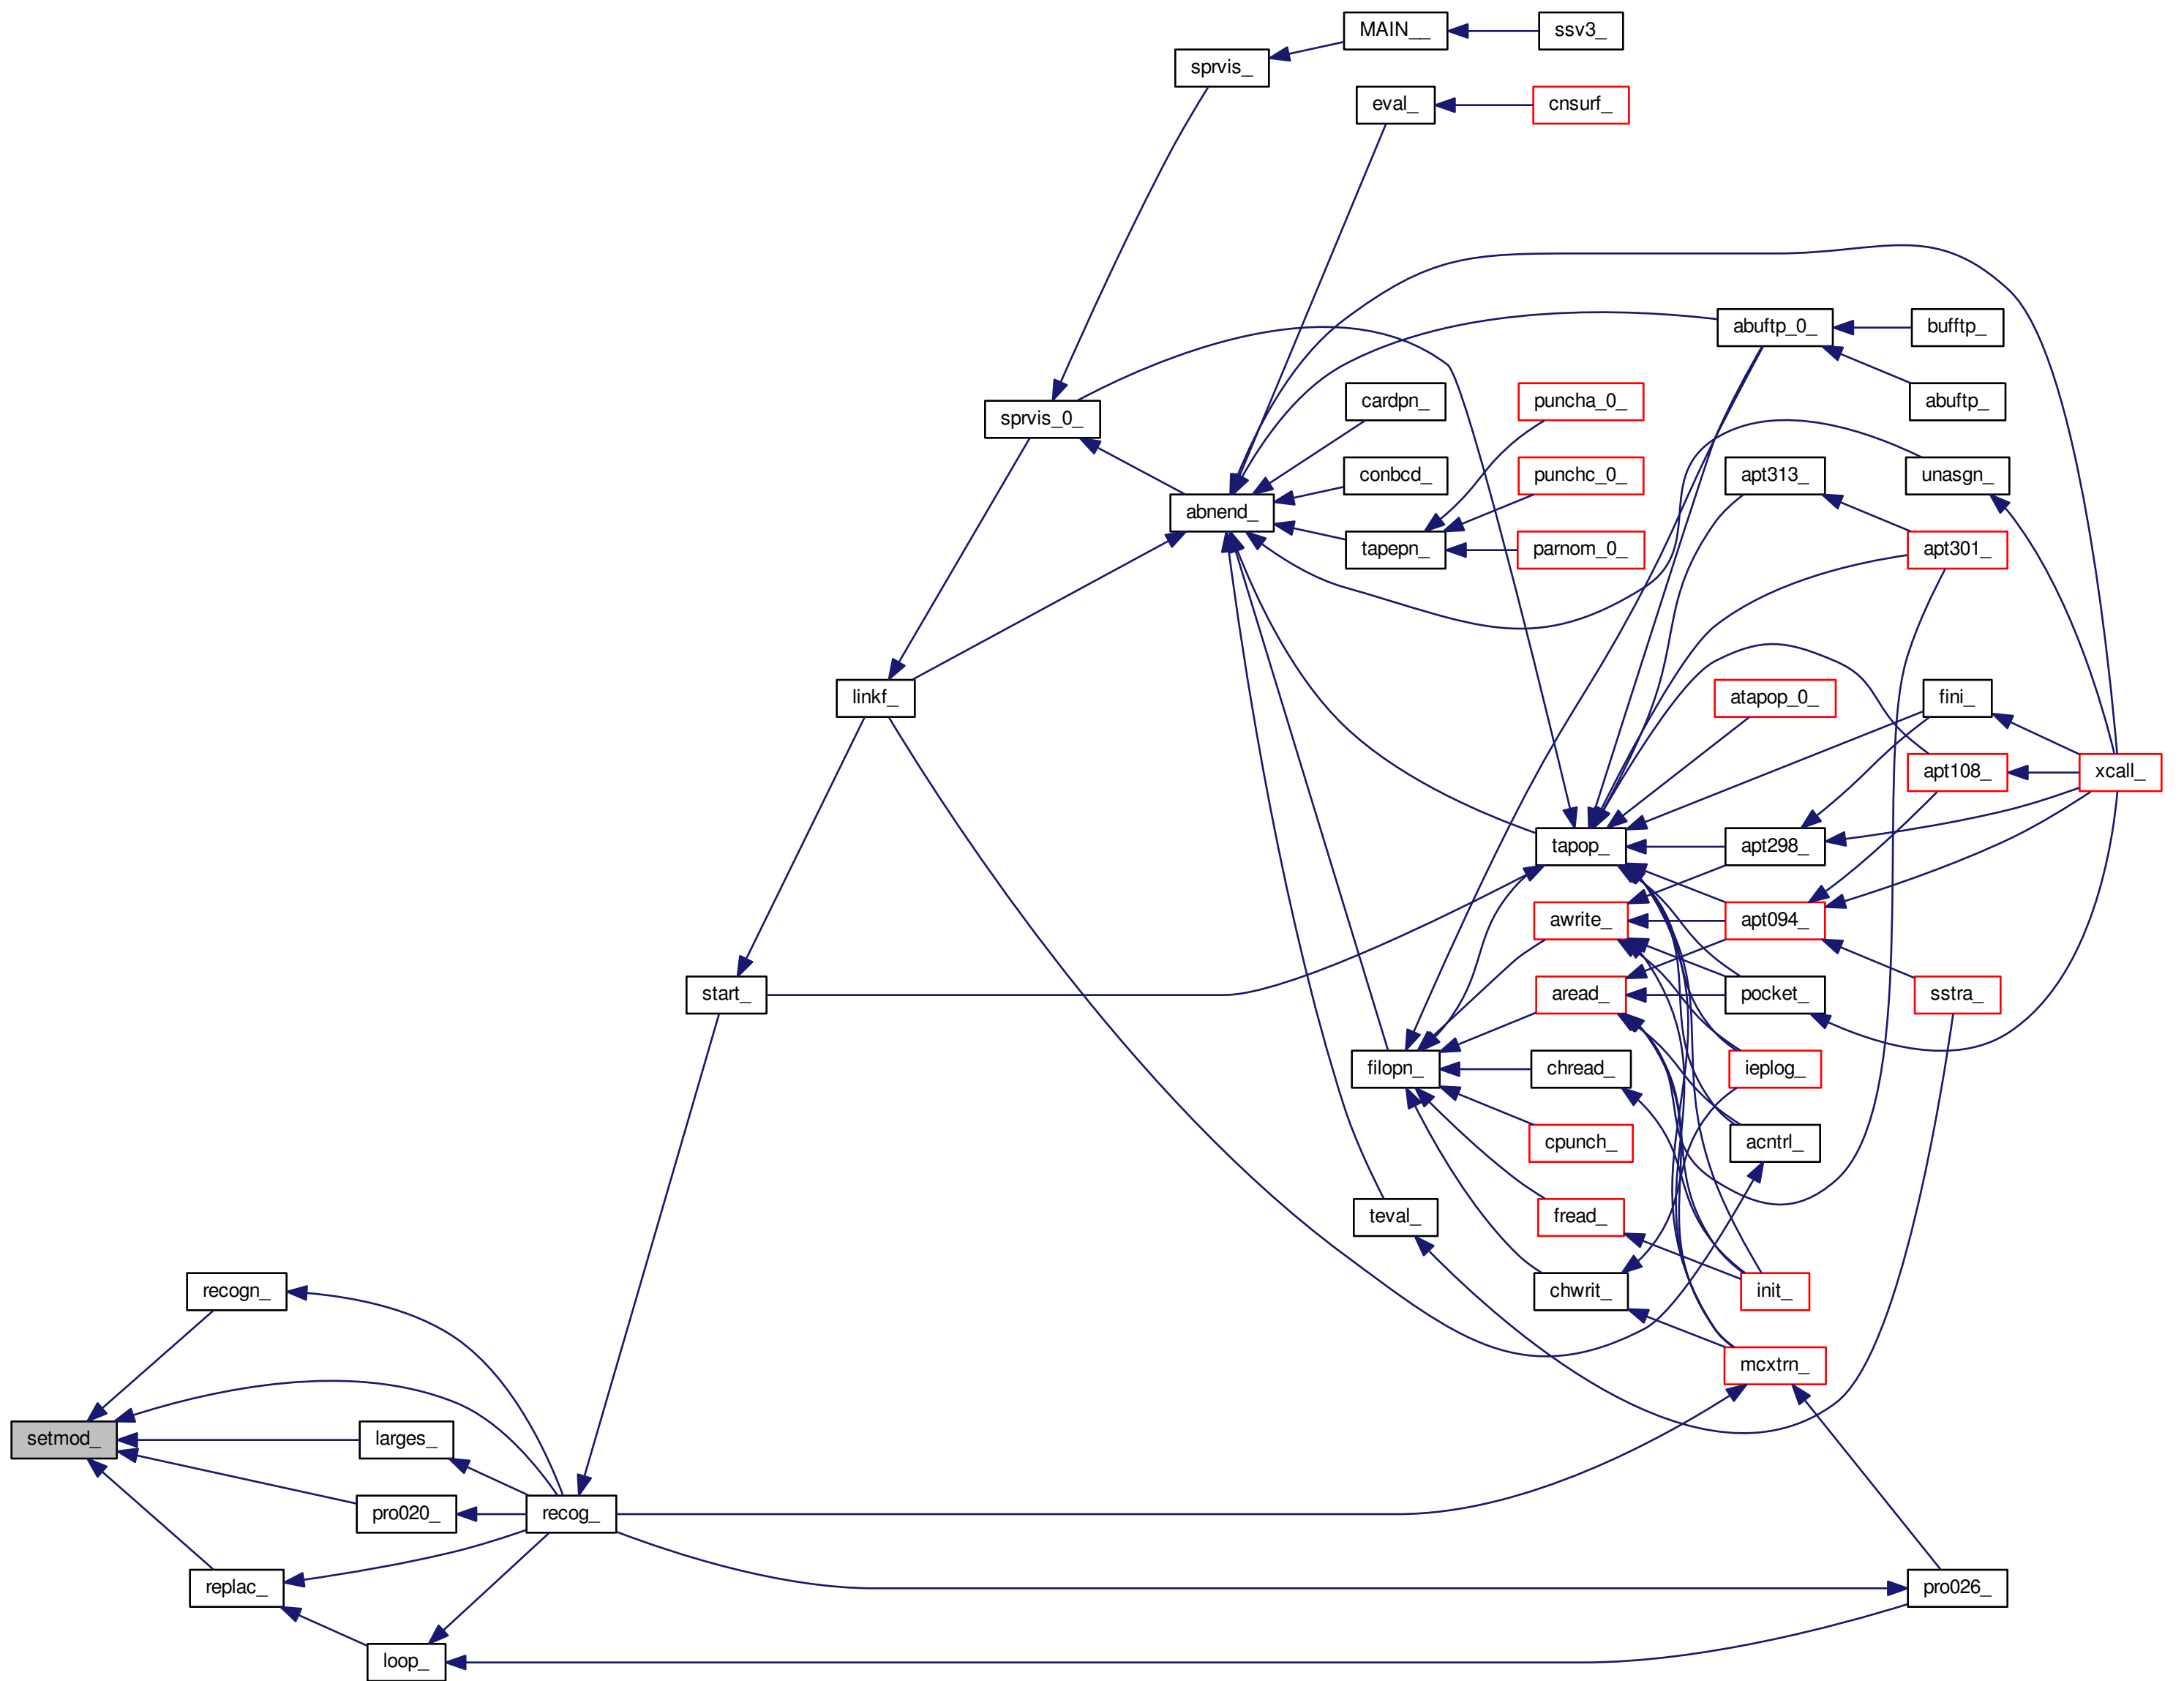 MAIN__
ssv3_
sprvis_
eval_
cnsurf_
abuftp_0_
bufftp_
cardpn_
puncha_0_
abuftp_
sprvis_0_
conbcd_
punchc_0_
apt313_
unasgn_
abnend_
tapepn_
parnom_0_
apt301_
linkf_
atapop_0_
fini_
apt108_
xcall_
tapop_
apt298_
awrite_
apt094_
start_
aread_
pocket_
sstra_
filopn_
chread_
ieplog_
cpunch_
acntrl_
teval_
fread_
recogn_
chwrit_
init_
mcxtrn_
setmod_
larges_
pro020_
recog_
replac_
pro026_
loop_